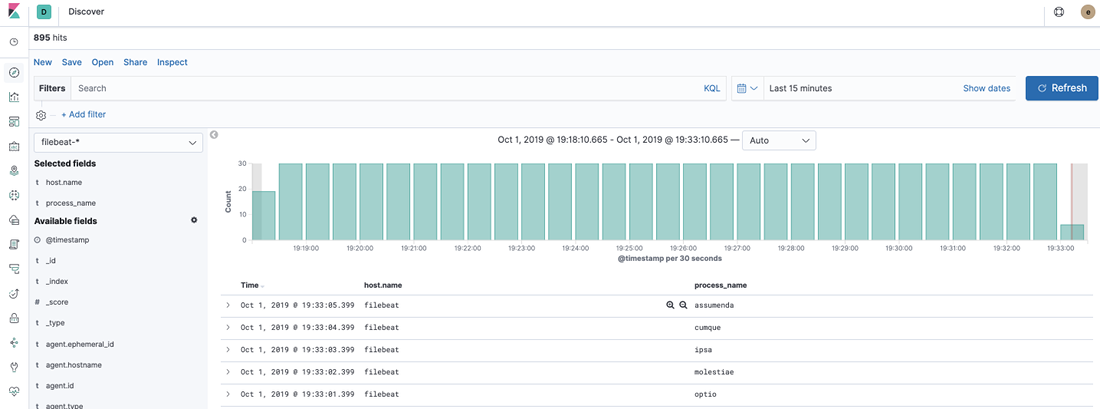 D Discover e
895 hits
New Save Open Share Inspect
Filters Search KQL Last 15 minutes Show dates Refresh
+ Add filter
filebeat-*
Selected fields
t host.name
t process_name
Available fields
@timestamp
t _id
t _index
# _score
t _type
t agent.ephemeral_id
t agent.hostname
t agent.id
t agent.type
Oct 1, 2019 @ 19:18:10.665 - Oct 1, 2019 @ 19:33:10.665 — Auto
Count
30
20
10
0
19:19:00 19:20:00 19:21:00 19:22:00 19:23:00 19:24:00 19:25:00 19:26:00 19:27:00 19:28:00 19:29:00 19:30:00 19:31:00 19:32:00 19:33:00
@timestamp per 30 seconds
Time host.name process_name
Oct 1, 2019 @ 19:33:05.399 filebeat assumenda
Oct 1, 2019 @ 19:33:04.399 filebeat cumque
Oct 1, 2019 @ 19:33:03.399 filebeat ipsa
Oct 1, 2019 @ 19:33:02.399 filebeat molestiae
Oct 1, 2019 @ 19:33:01.399 filebeat optio